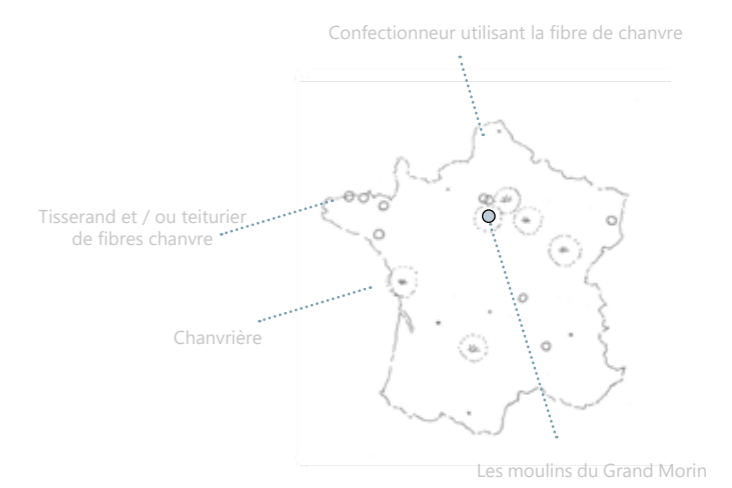 Confectionneur utilisant la fibre de chanvre
Tisserand et / ou teiturier
de fibres chanvre
Chanvrière
Les moulins du Grand Morin